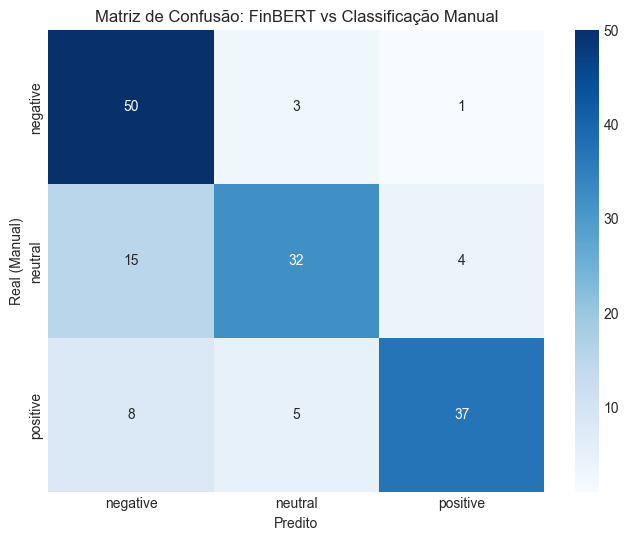 Matriz de Confusão: FinBERT vs Classificação Manual
Real (Manual)
negative
50
3
1
neutral
15
32
4
positive
8
5
37
negative
neutral
positive
Predito
50
40
30
20
10